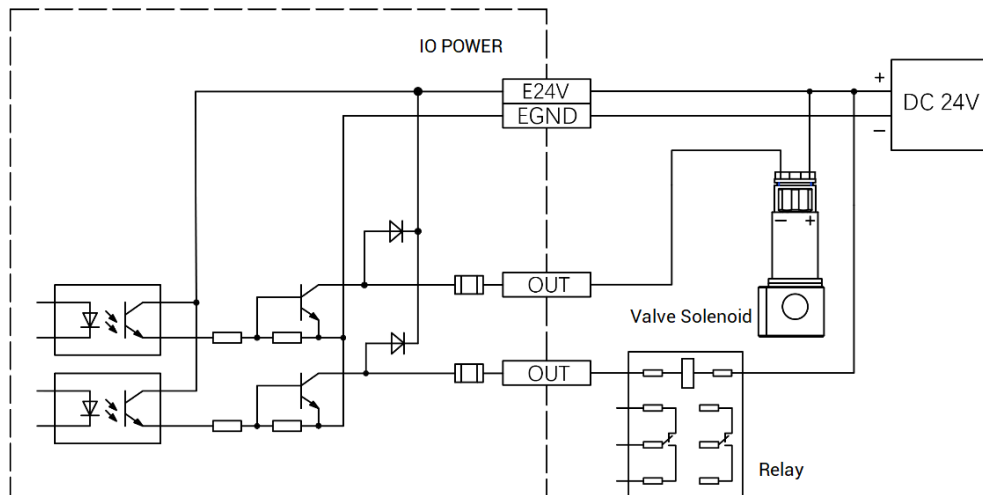 IO POWER
E24V
EGND
+
−
DC 24V
OUT
− +
Valve Solenoid
OUT
Relay